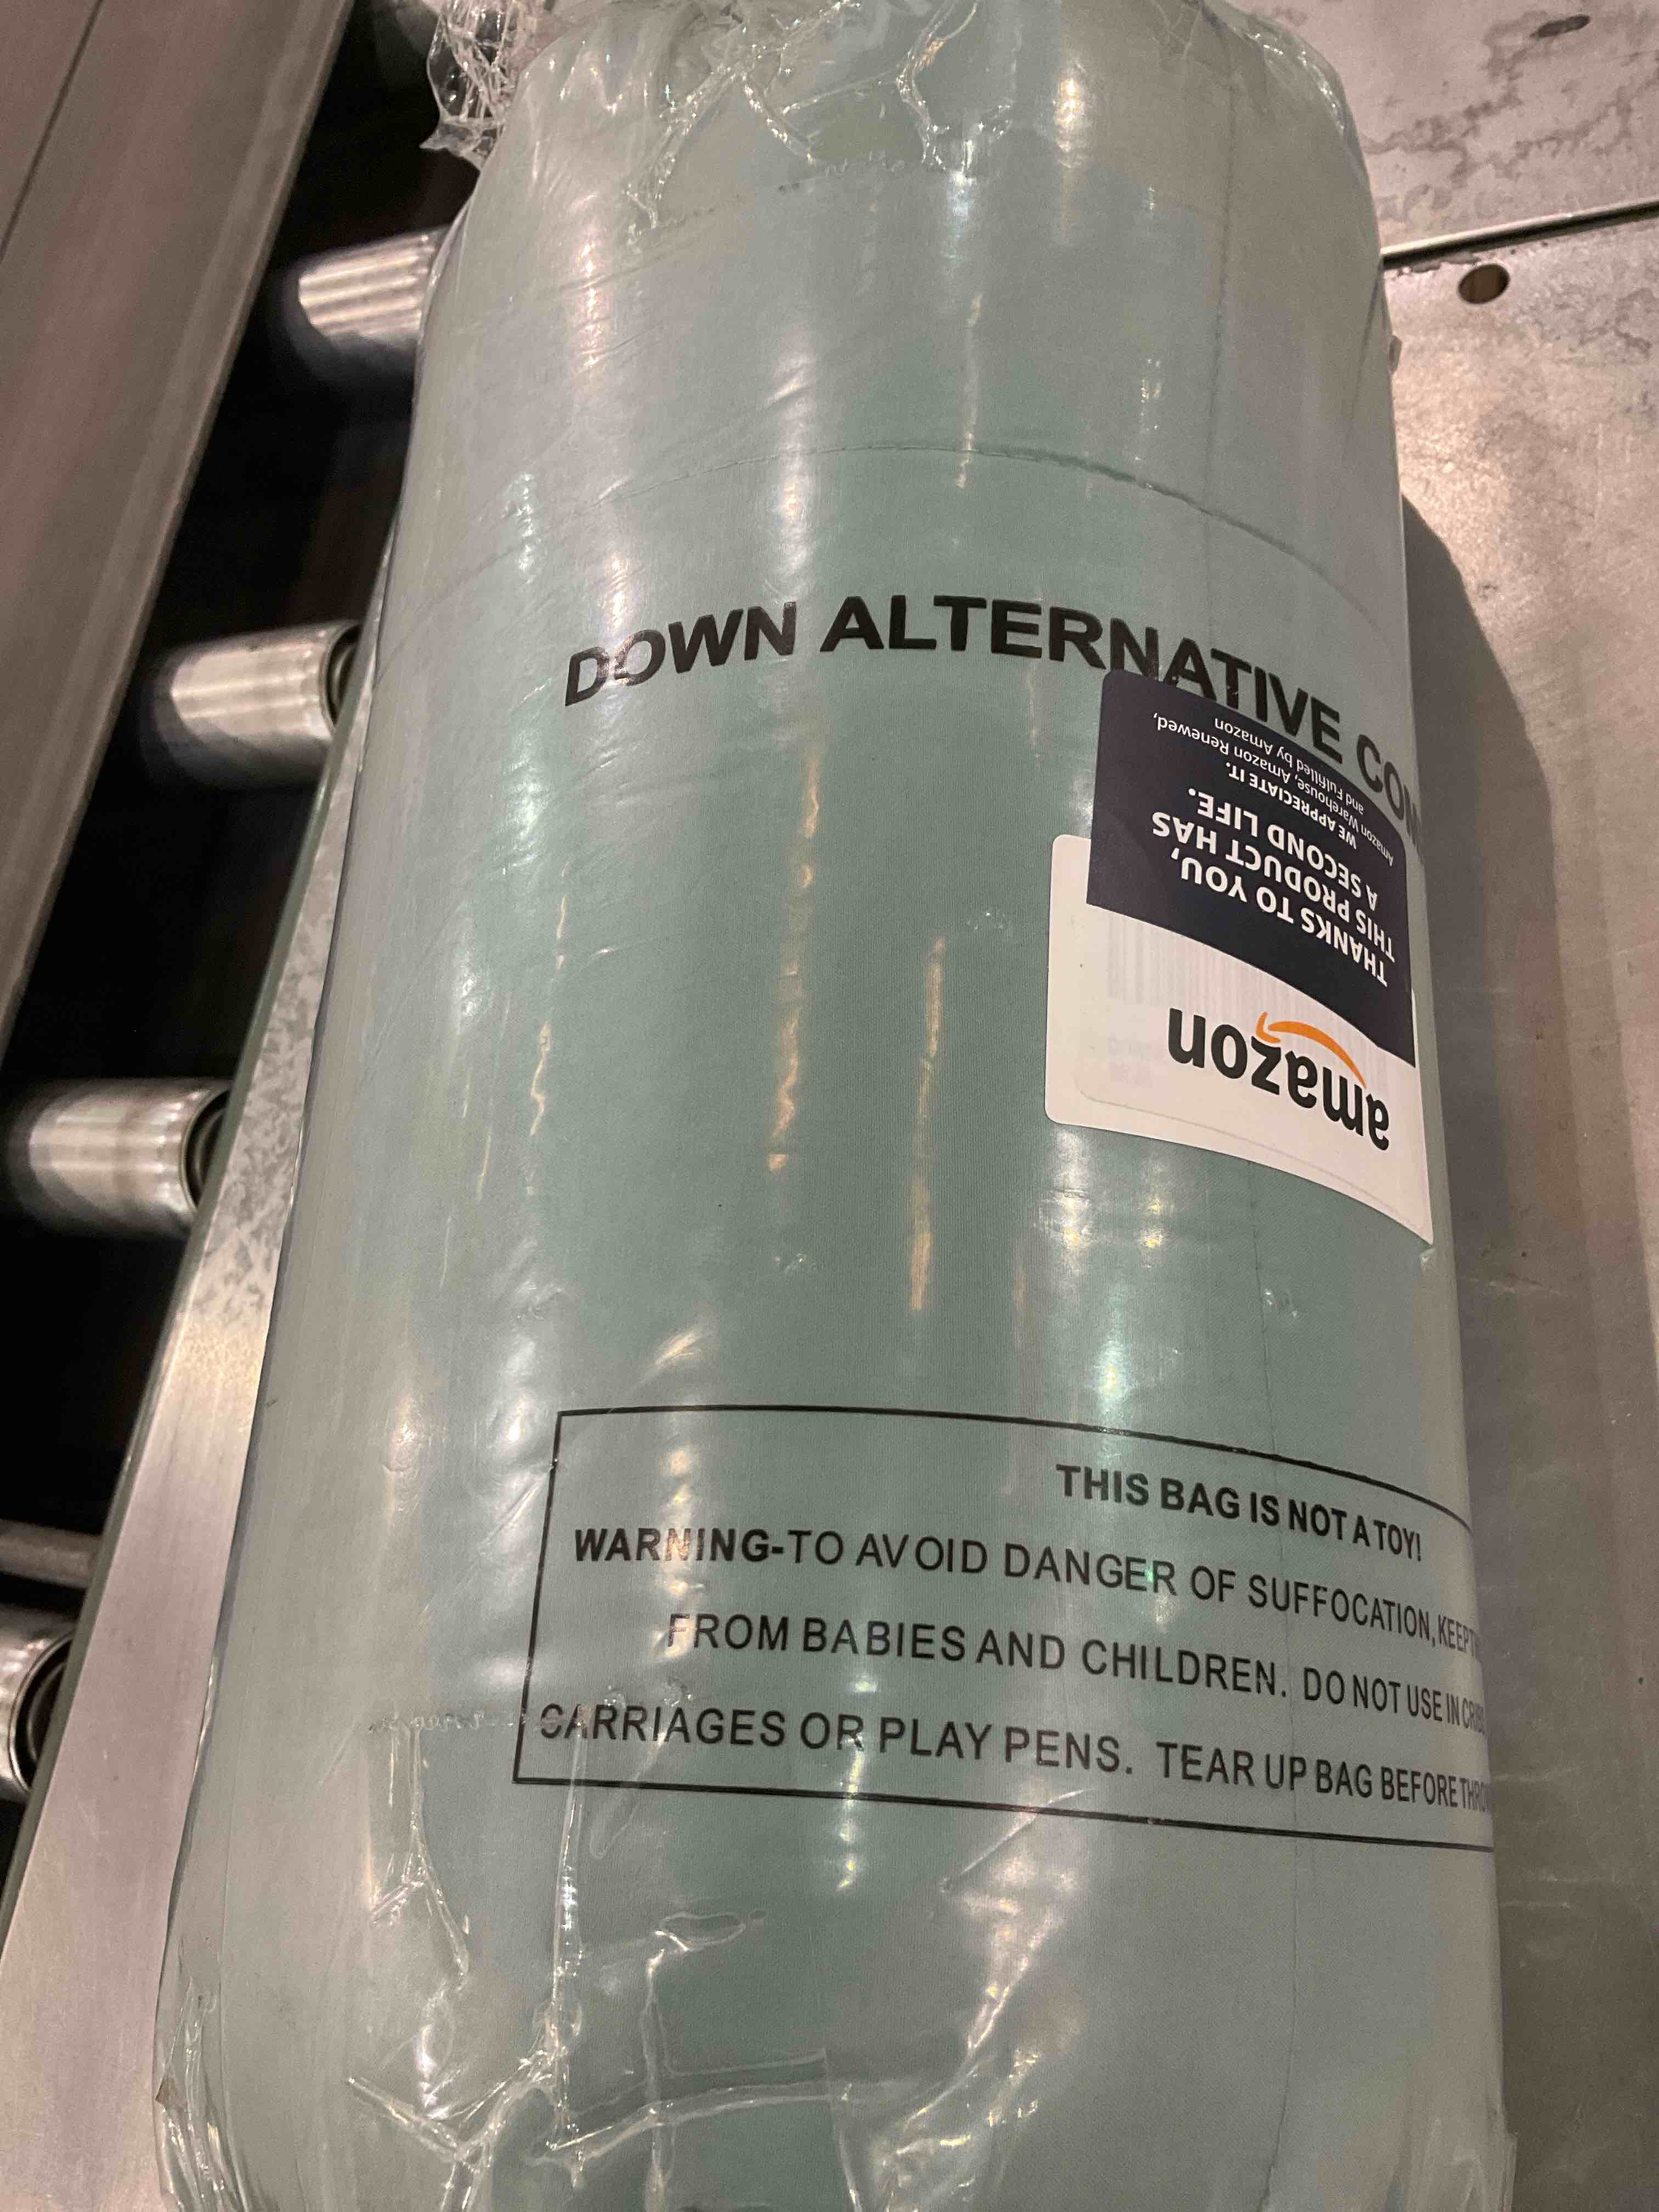 DOWN ALTERNATIVE
amazon
THANKS TO YOU,
THIS PRODUCT HAS
A SECOND LIFE.
WE APPRECIATE IT.
Amazon Warehouse, Amazon Renewed,
and Fulfilled by Amazon
THIS BAG IS NOT A TOY!
WARNING-TO AVOID DANGER OF SUFFOCATION, KEEP
FROM BABIES AND CHILDREN. DO NOT USE IN
CARRIAGES OR PLAY PENS. TEAR UP BAG BEFORE